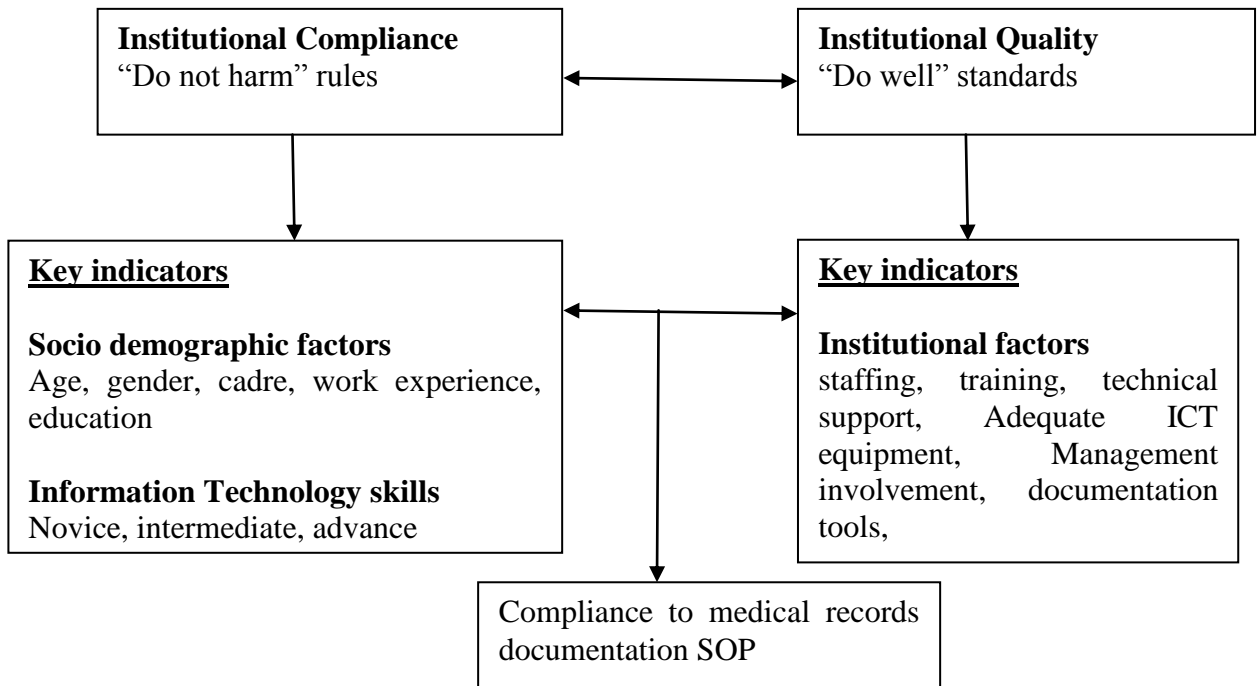 Institutional Compliance
“Do not harm” rules
Institutional Quality
“Do well” standards
Key indicators
Socio demographic factors
Age, gender, cadre, work experience,
education
Information Technology skills
Novice, intermediate, advance
Key indicators
Institutional factors
staffing, training, technical
support, Adequate ICT
equipment, Management
involvement, documentation
tools,
Compliance to medical records
documentation SOP